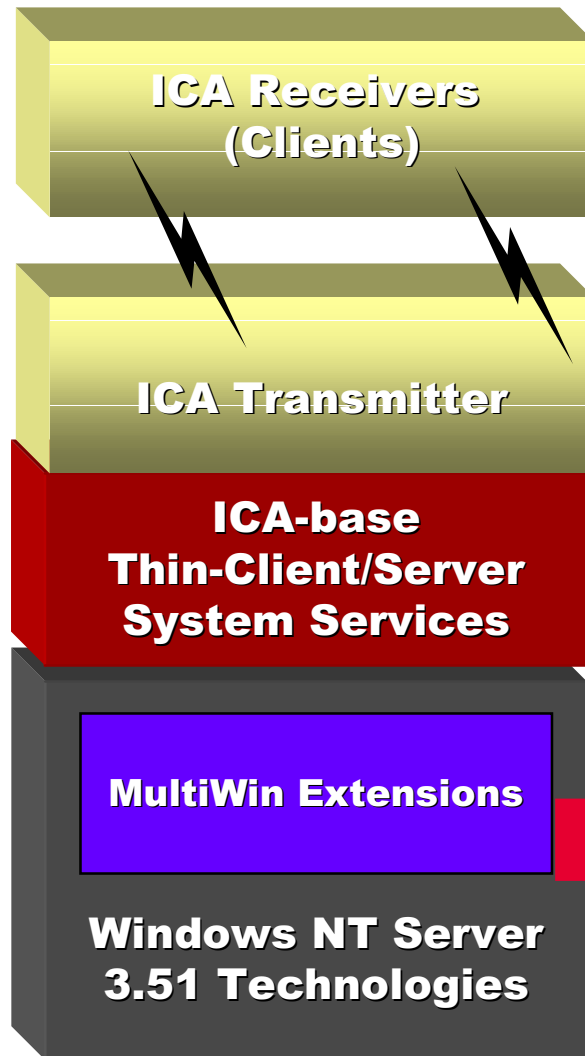 ICA Receivers
(Clients)
ICA Transmitter
ICA-base
Thin-Client/Server
System Services
MultiWin Extensions
Windows NT Server
3.51 Technologies